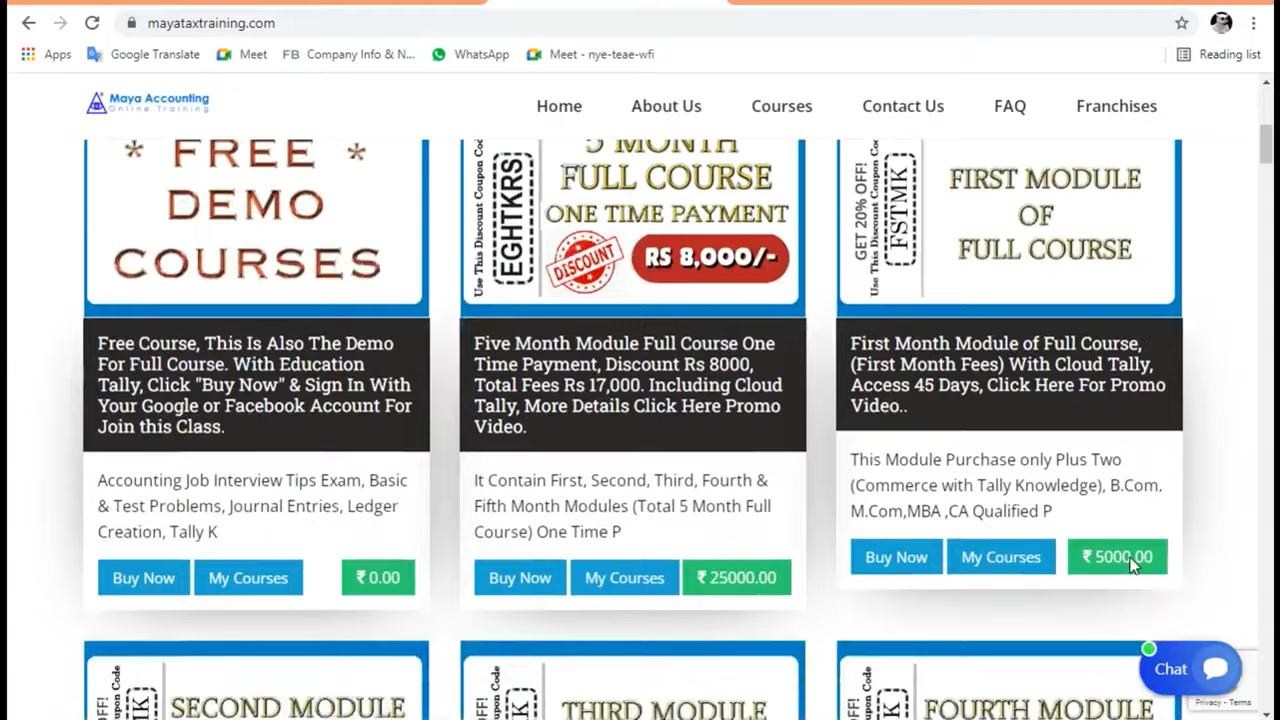 mayataxtraining.com
Apps
Google Translate
Meet
FB Company Info & N...
WhatsApp
Meet - nye-teae-wfi
Reading list
Maya Accounting
Online Training
Home
About Us
Courses
Contact Us
FAQ
Franchises
* FREE *
DEMO
COURSES
Use This Discount Coupon Code
EGHTKRS
5 MONTH
FULL COURSE
ONE TIME PAYMENT
DISCOUNT
RS 8,000/-
GET 20% OFF!
Use This Discount Coupon Code
FSTMK
FIRST MODULE
OF
FULL COURSE
Free Course, This Is Also The Demo
For Full Course. With Education
Tally, Click "Buy Now" & Sign In With
Your Google or Facebook Account For
Join this Class.
Accounting Job Interview Tips Exam, Basic
& Test Problems, Journal Entries, Ledger
Creation, Tally K
Buy Now
My Courses
₹ 0.00
Five Month Module Full Course One
Time Payment, Discount Rs 8000,
Total Fees Rs 17,000. Including Cloud
Tally, More Details Click Here Promo
Video.
It Contain First, Second, Third, Fourth &
Fifth Month Modules (Total 5 Month Full
Course) One Time P
Buy Now
My Courses
₹ 25000.00
First Month Module of Full Course,
(First Month Fees) With Cloud Tally,
Access 45 Days, Click Here For Promo
Video..
This Module Purchase only Plus Two
(Commerce with Tally Knowledge), B.Com,
M.Com,MBA ,CA Qualified P
Buy Now
My Courses
₹ 5000.00
SECOND MODULE
THIRD MODULE
FOURTH MODULE
Chat
Privacy - Terms